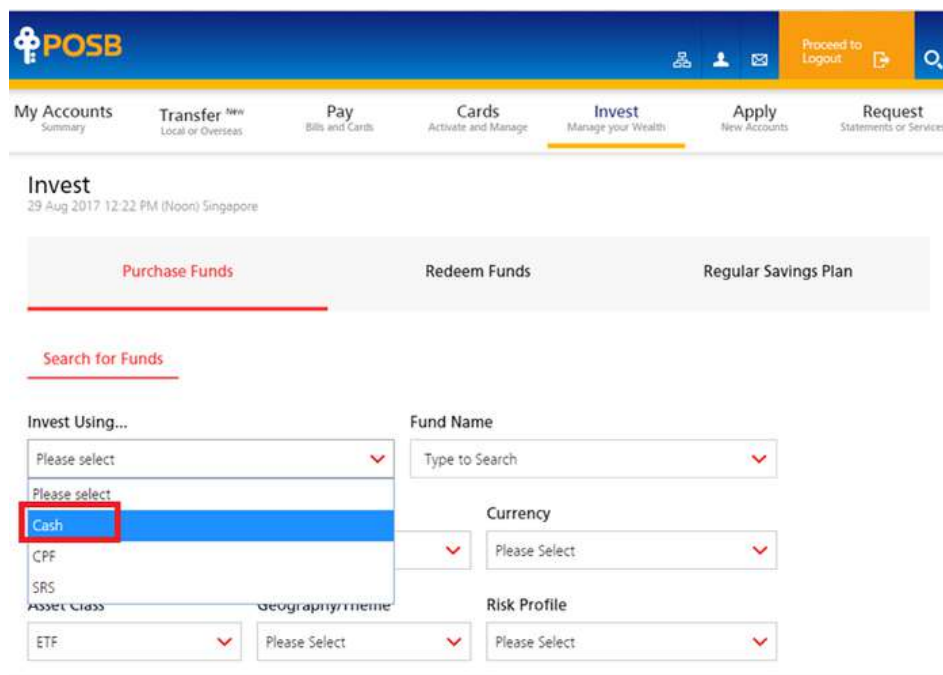 POSB
Proceed to
Logout
My Accounts
Summary
Transfer New
Local or Overseas
Pay
Bills and Cards
Cards
Activate and Manage
Invest
Manage your Wealth
Apply
New Accounts
Request
Statements or Services
Invest
29 Aug 2017 12:22 PM (Noon) Singapore
Purchase Funds
Redeem Funds
Regular Savings Plan
Search for Funds
Invest Using...
Fund Name
Please select
Type to Search
Please select
Cash
CPF
SRS
Currency
Please Select
Asset Class
Geography/Theme
Risk Profile
ETF
Please Select
Please Select